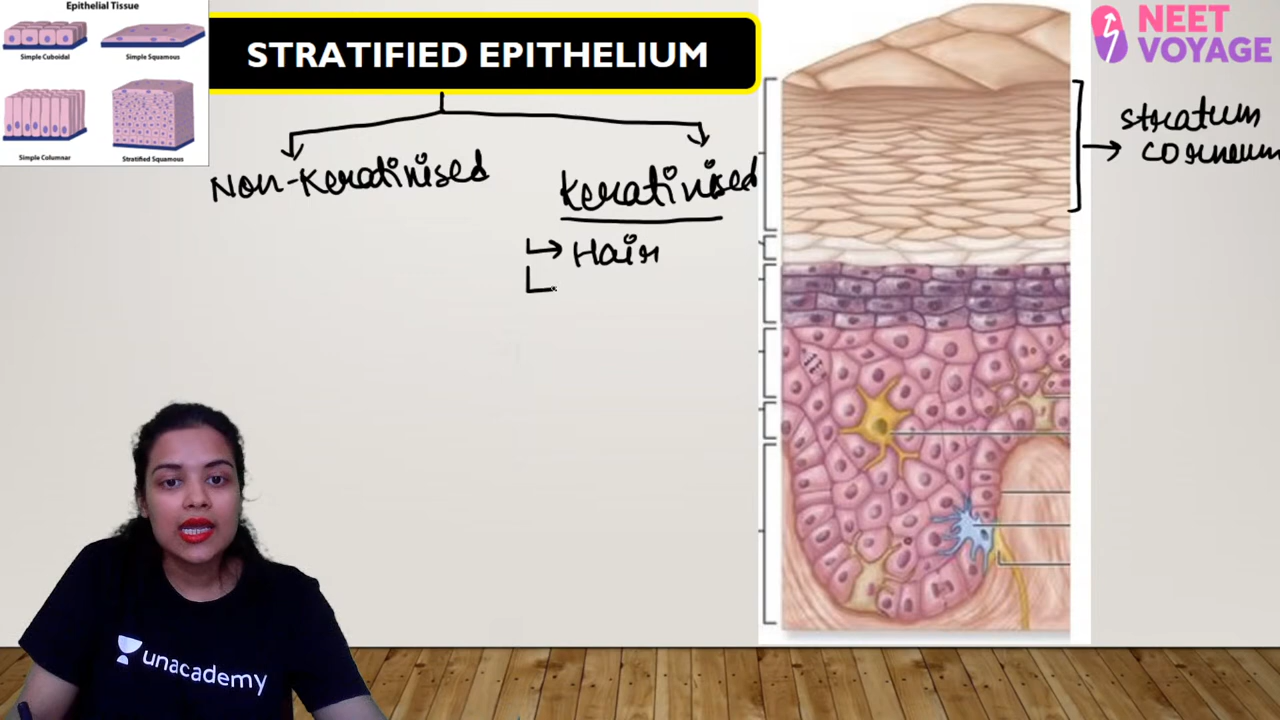 Epithelial Tissue
Simple Cuboidal
Simple Squamous
Simple Columnar
Stratified Squamous
STRATIFIED EPITHELIUM
NEET
VOYAGE
Non-Keratinised
Keratinised
Hair
stratum
corneum
unacademy